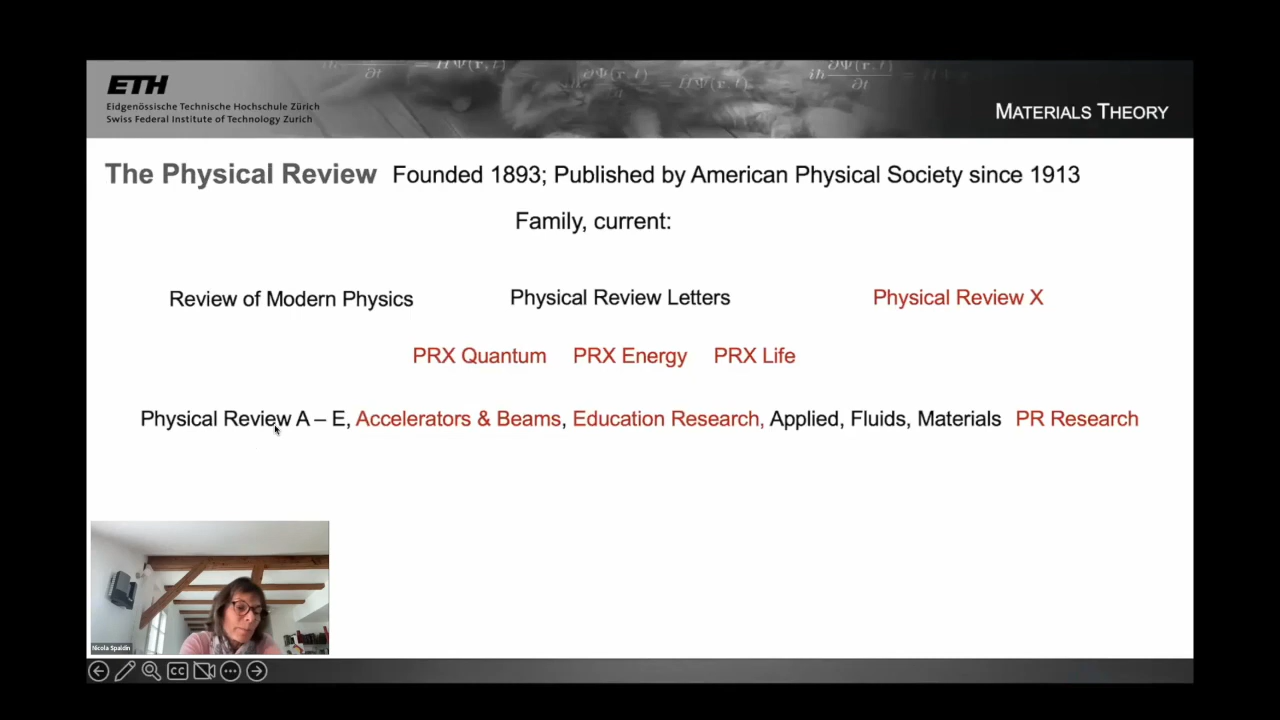 ETH
Eidgenössische Technische Hochschule Zürich
Swiss Federal Institute of Technology Zurich
MATERIALS THEORY
The Physical Review Founded 1893; Published by American Physical Society since 1913
Family, current:
Review of Modern Physics Physical Review Letters Physical Review X
PRX Quantum PRX Energy PRX Life
Physical Review A – E, Accelerators & Beams, Education Research, Applied, Fluids, Materials PR Research
Nicola Spaldin
CC